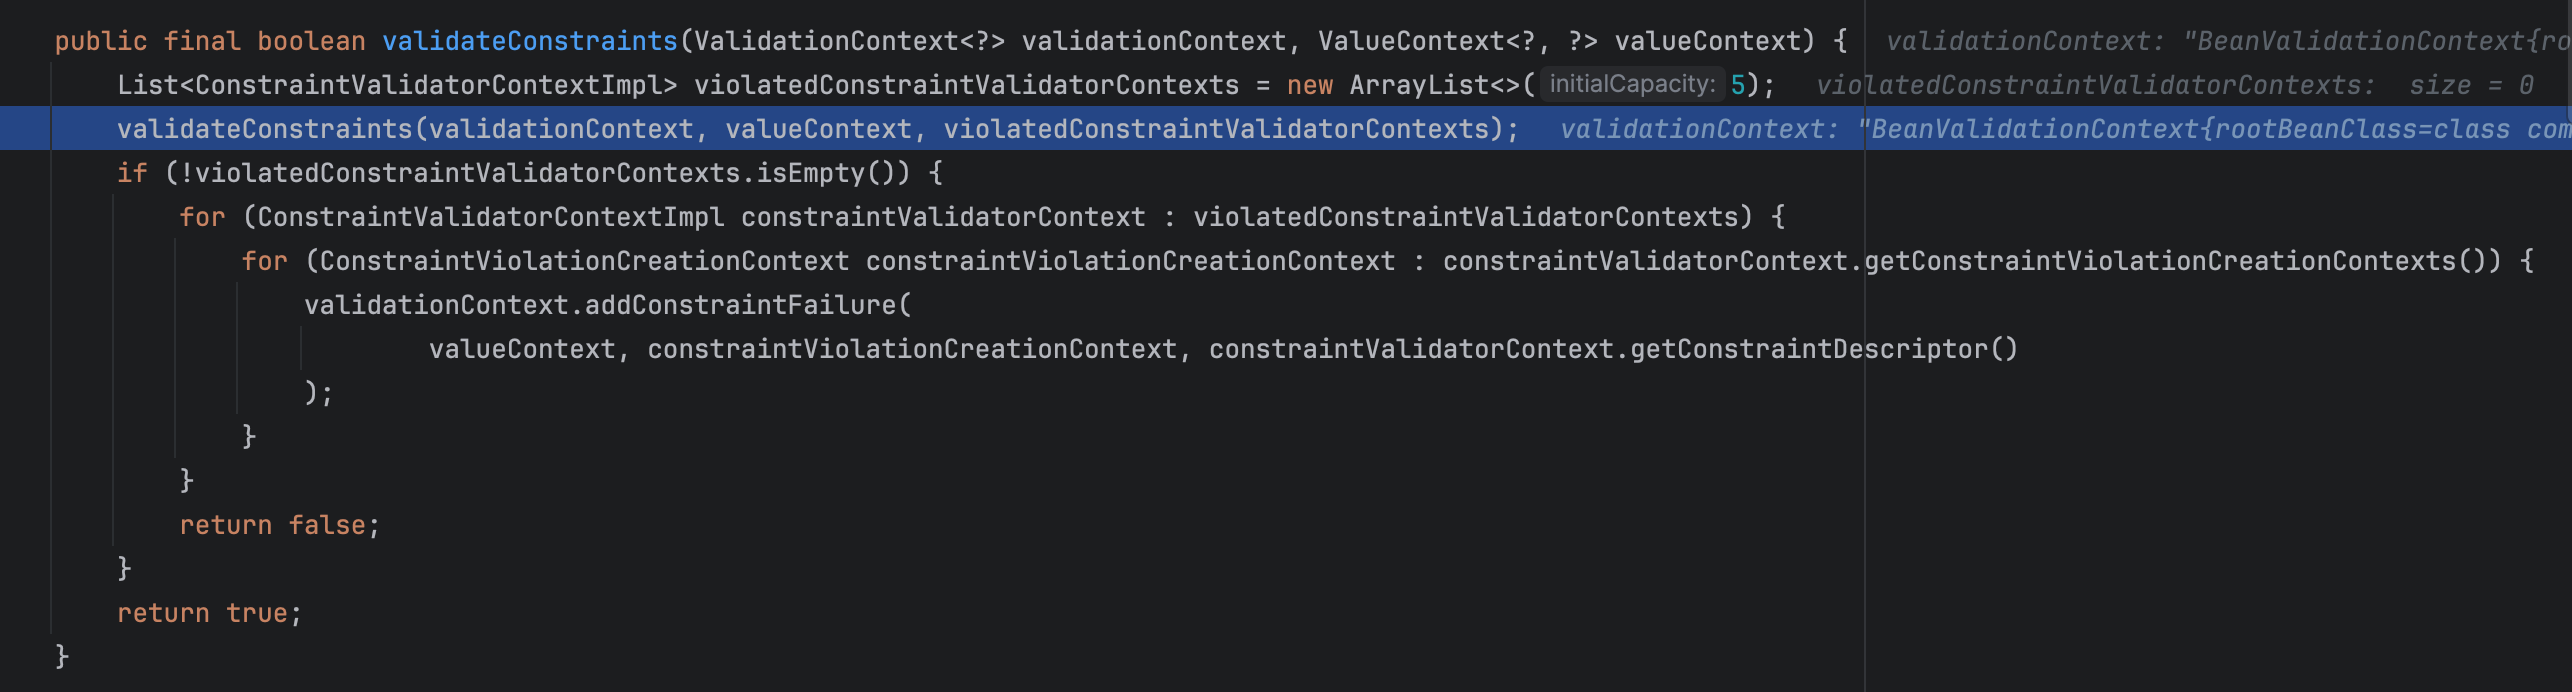 public final boolean validateConstraints(ValidationContext<?> validationContext, ValueContext<?, ?> valueContext) {   validationContext: "BeanValidationContext{ro
List<ConstraintValidatorContextImpl> violatedConstraintValidatorContexts = new ArrayList<>( initialCapacity: 5);   violatedConstraintValidatorContexts:  size = 0
validateConstraints(validationContext, valueContext, violatedConstraintValidatorContexts);   validationContext: "BeanValidationContext{rootBeanClass=class com
if (!violatedConstraintValidatorContexts.isEmpty()) {
for (ConstraintValidatorContextImpl constraintValidatorContext : violatedConstraintValidatorContexts) {
for (ConstraintViolationCreationContext constraintViolationCreationContext : constraintValidatorContext.getConstraintViolationCreationContexts()) {
validationContext.addConstraintFailure(
valueContext, constraintViolationCreationContext, constraintValidatorContext.getConstraintDescriptor()
);
}
}
return false;
}
return true;
}